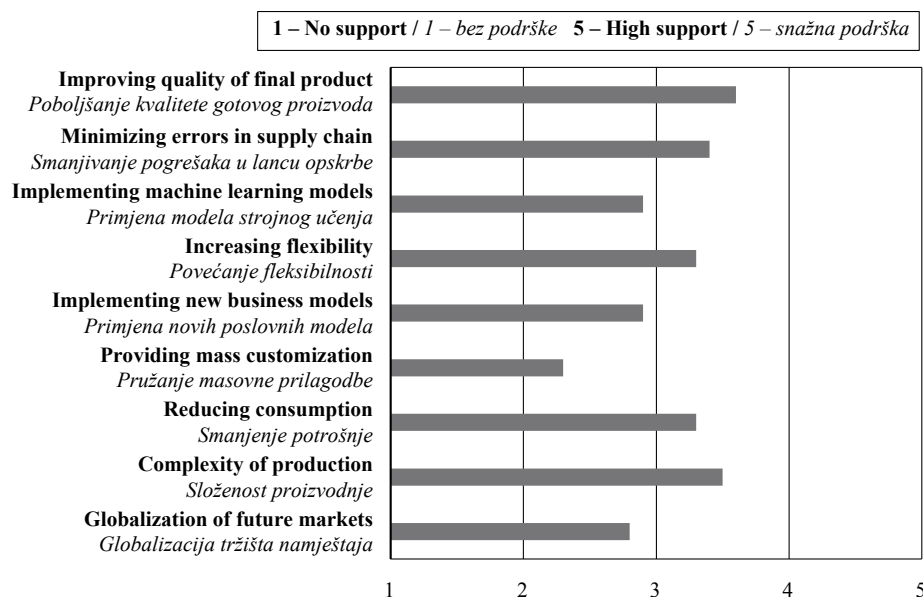 1 – No support / 1 – bez podrške 5 – High support / 5 – snažna podrška
Improving quality of final product
Poboljšanje kvalitete gotovog proizvoda
Minimizing errors in supply chain
Smanjivanje pogrešaka u lancu opskrbe
Implementing machine learning models
Primjena modela strojnog učenja
Increasing flexibility
Povećanje fleksibilnosti
Implementing new business models
Primjena novih poslovnih modela
Providing mass customization
Pružanje masovne prilagodbe
Reducing consumption
Smanjenje potrošnje
Complexity of production
Složenost proizvodnje
Globalization of future markets
Globalizacija tržišta namještaja
1 2 3 4 5